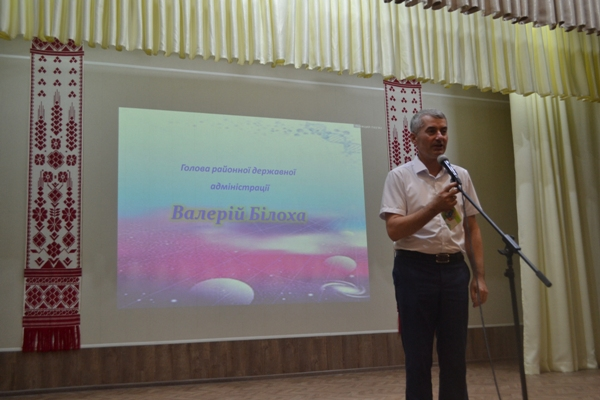 Голова районної державної
адміністрації
Валерій Білоха